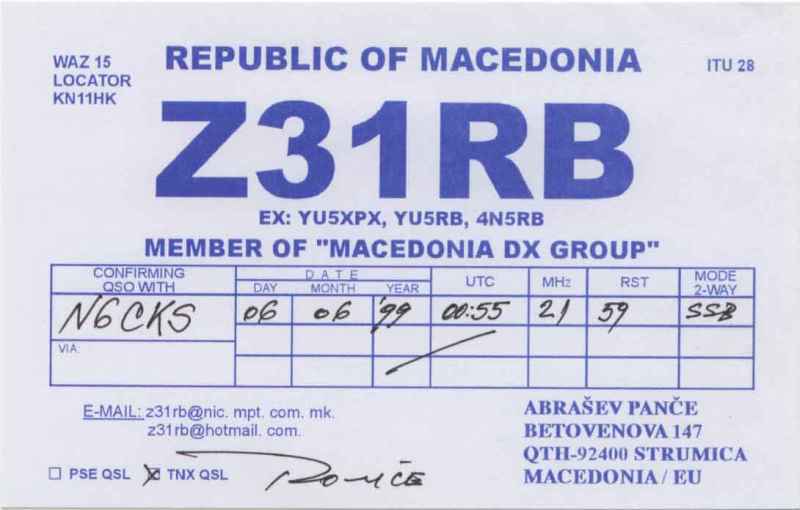 REPUBLIC OF MACEDONIA
WAZ 15
LOCATOR
KN11HK
ITU 28
Z31RB
EX: YU5XPX, YU5RB, 4N5RB
MEMBER OF "MACEDONIA DX GROUP"
CONFIRMING QSO WITH DATE DAY MONTH YEAR UTC MHz RST MODE 2-WAY
N6CKS 06 06 '99 00:55 21 59 SSB
VIA:
E-MAIL: z31rb@nic. mpt. com. mk.
z31rb@hotmail. com.
ABRAŠEV PANČE
BETOVENOVA 147
QTH-92400 STRUMICA
MACEDONIA / EU
PSE QSL TNX QSL Panče